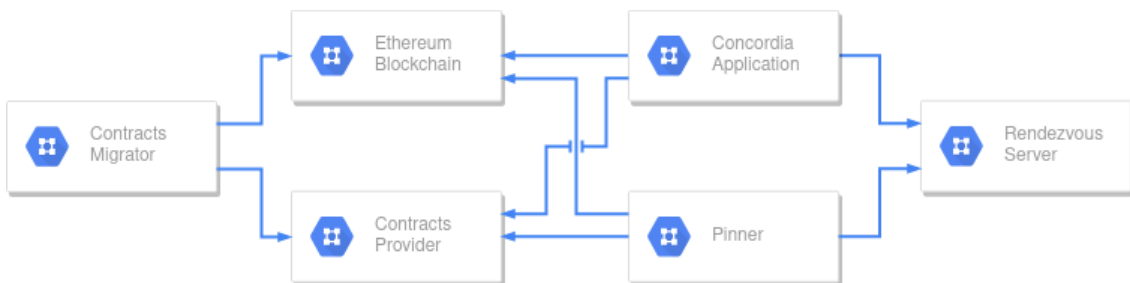 Ethereum
Blockchain
Concordia
Application
Contracts
Migrator
Rendezvous
Server
Contracts
Provider
Pinner